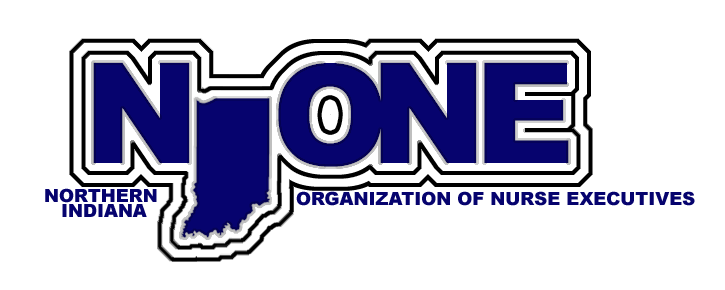 NIONE
NORTHERN
INDIANA
ORGANIZATION OF NURSE EXECUTIVES